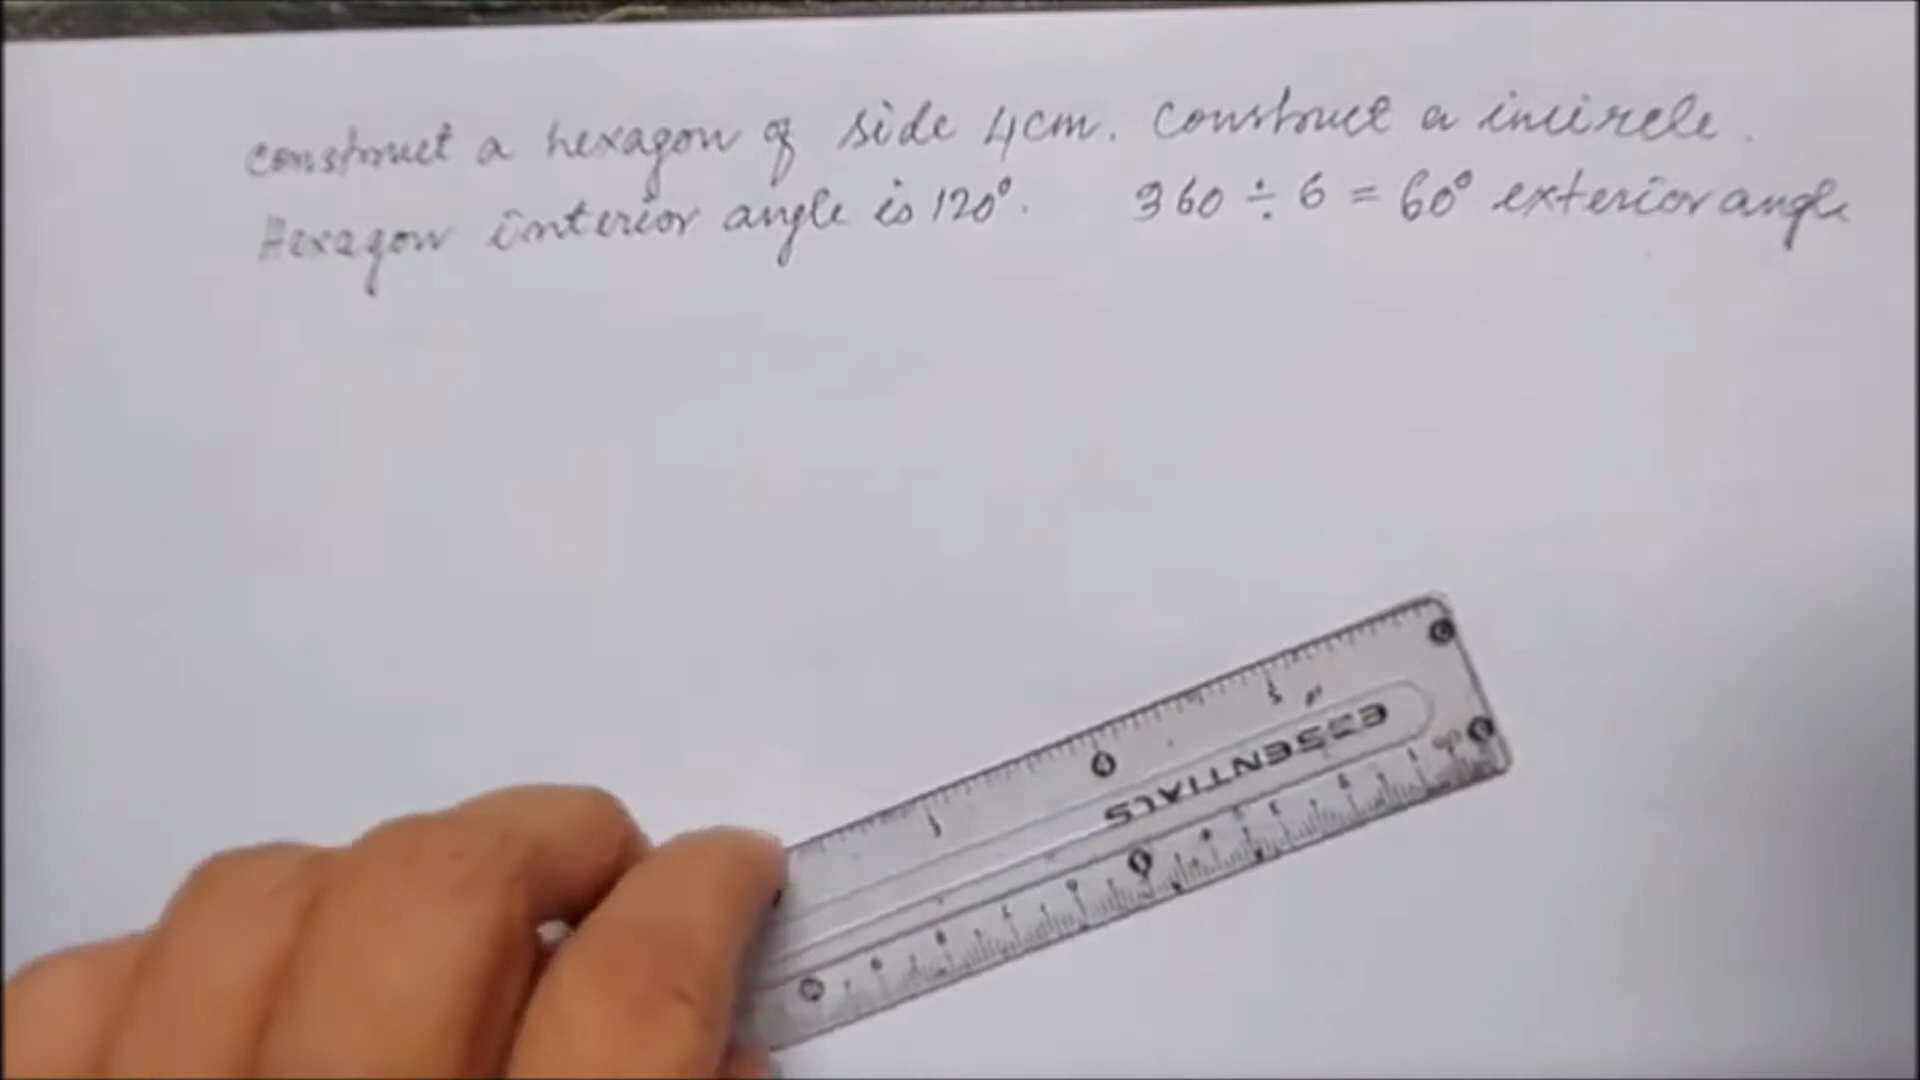 construct a hexagon of side 4cm. Construct a incircle.
Hexagon interior angle is 120°. 360 ÷ 6 = 60° exterior angle
ESSENTIALS